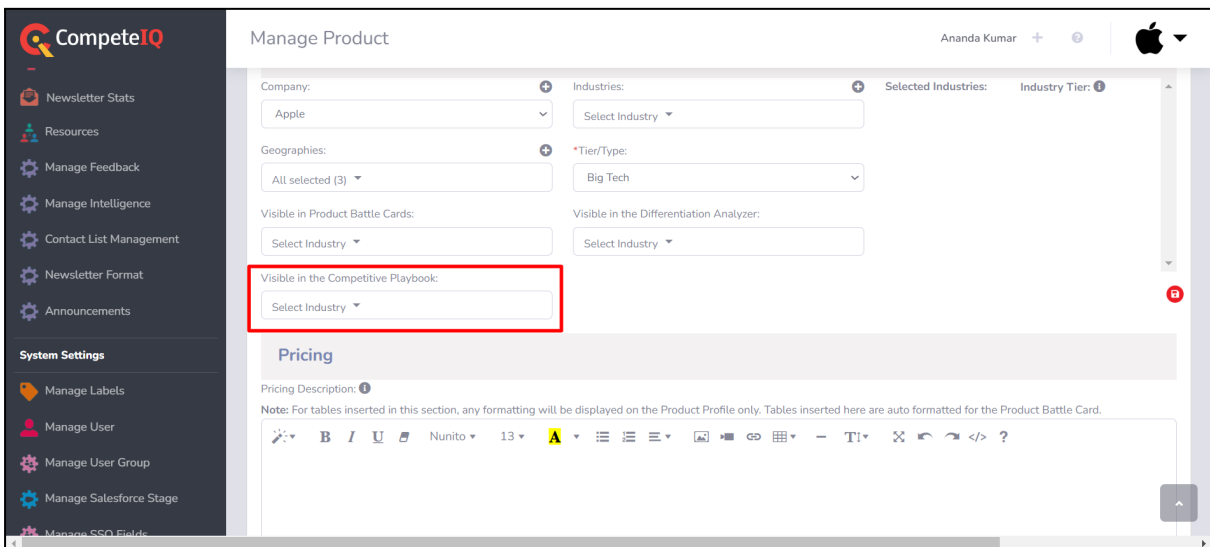 CompeteIQ
Manage Product
Ananda Kumar
Newsletter Stats
Resources
Manage Feedback
Manage Intelligence
Contact List Management
Newsletter Format
Announcements
System Settings
Manage Labels
Manage User
Manage User Group
Manage Salesforce Stage
Manage SSO Fields
Company:
Apple
Industries:
Select Industry
Selected Industries:
Industry Tier:
Geographies:
All selected (3)
*Tier/Type:
Big Tech
Visible in Product Battle Cards:
Select Industry
Visible in the Differentiation Analyzer:
Select Industry
Visible in the Competitive Playbook:
Select Industry
Pricing
Pricing Description:
Note: For tables inserted in this section, any formatting will be displayed on the Product Profile only. Tables inserted here are auto formatted for the Product Battle Card.
B I U Nunito 13 A TI </> ?